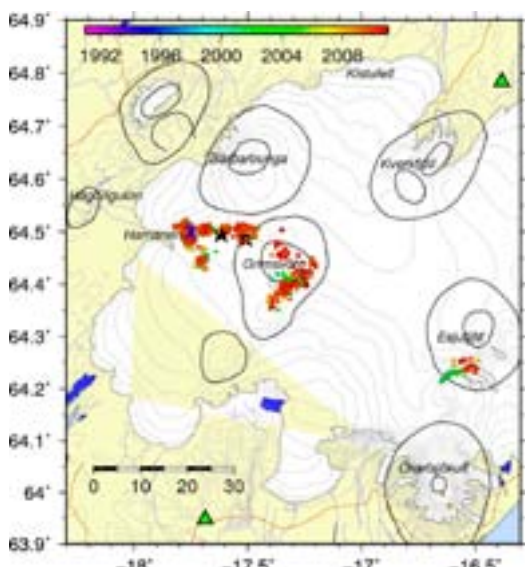 64.9
1992 1996 2000 2004 2008
64.8
Kistufell
64.7
Bárðarbunga
Kverkfjöll
64.6
64.5
Hamarinn
Grímsvötn
64.4
64.3
Esjufjöll
64.2
64.1
Öræfajökull
64
0 10 20 30
63.9
−18 −17.5 −17 −16.5